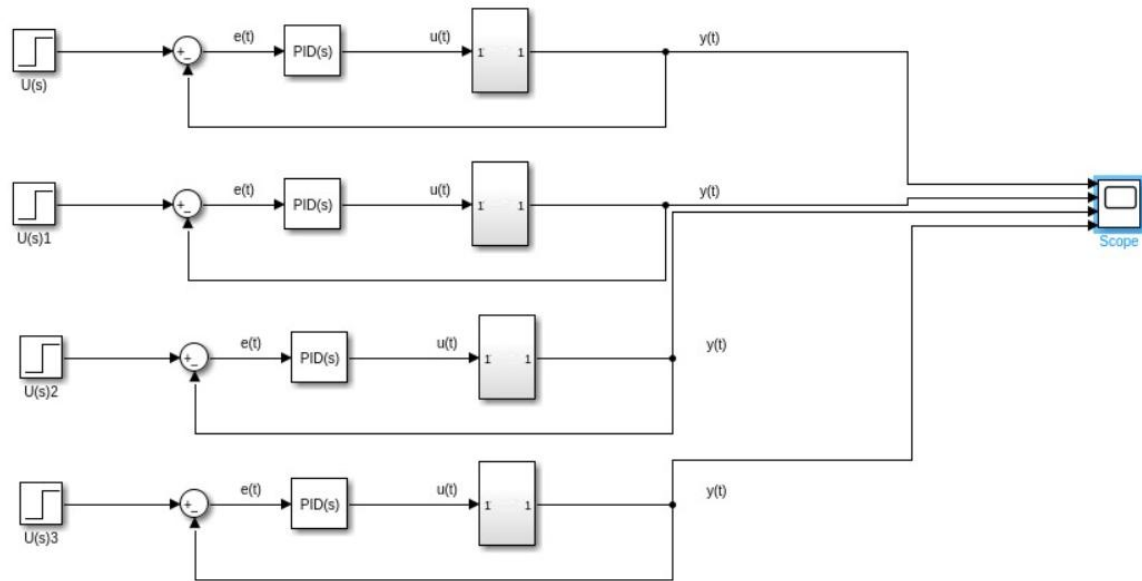 e(t)
u(t)
y(t)
+
_
PID(s)
1
1
U(s)
e(t)
u(t)
y(t)
+
_
PID(s)
1
1
U(s)1
Scope
e(t)
u(t)
y(t)
+
_
PID(s)
1
1
U(s)2
e(t)
u(t)
y(t)
+
_
PID(s)
1
1
U(s)3